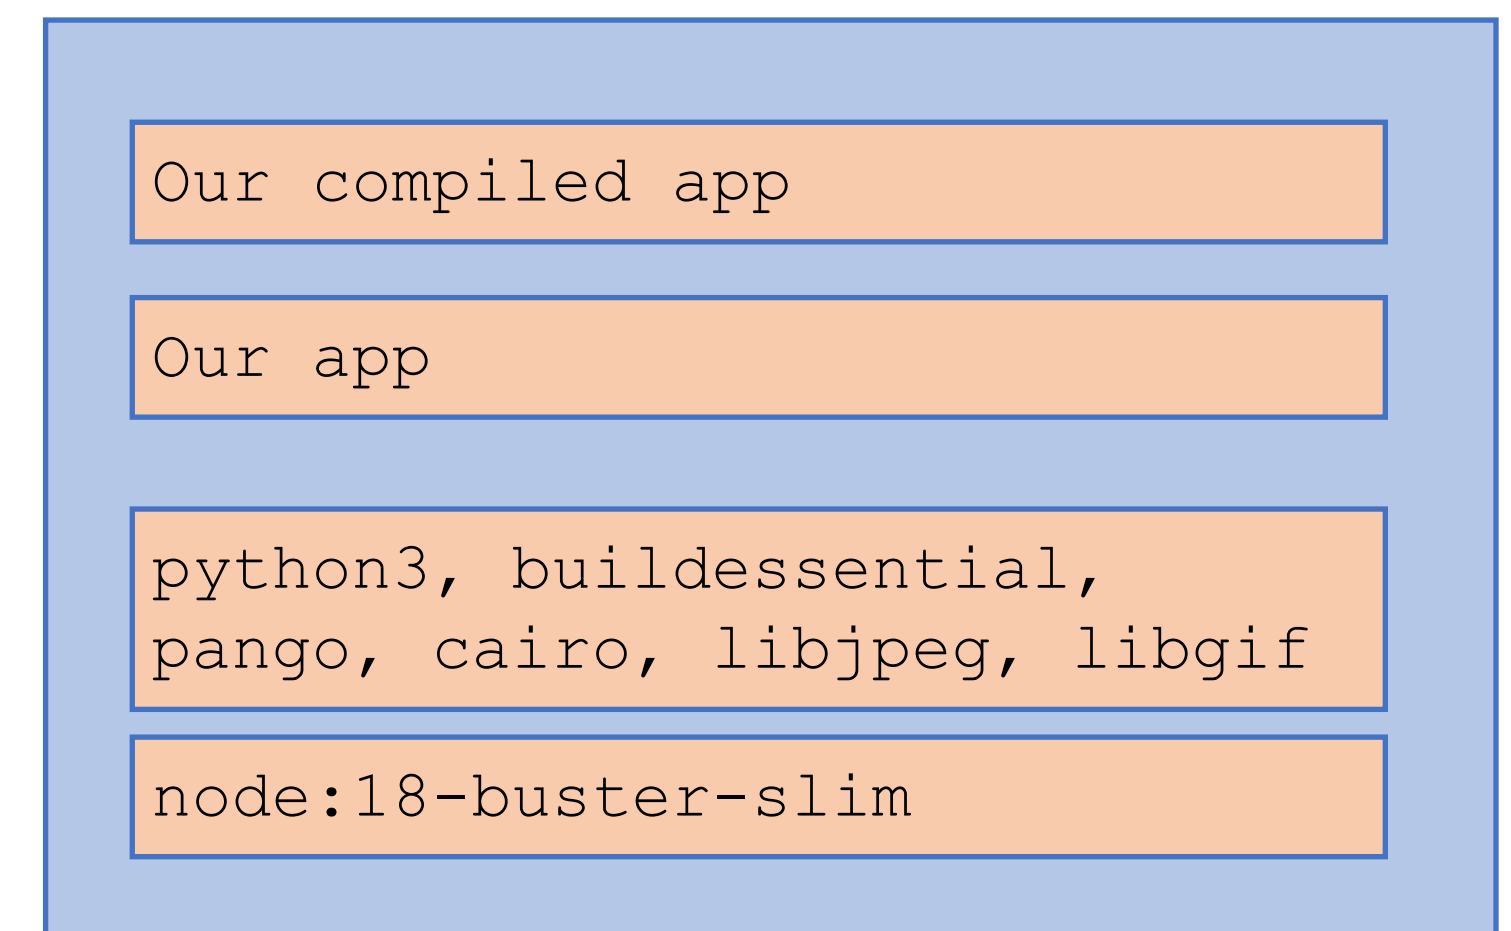 Our compiled app
Our app
python3, buildessential,
pango, cairo, libjpeg, libgif
node:18-buster-slim